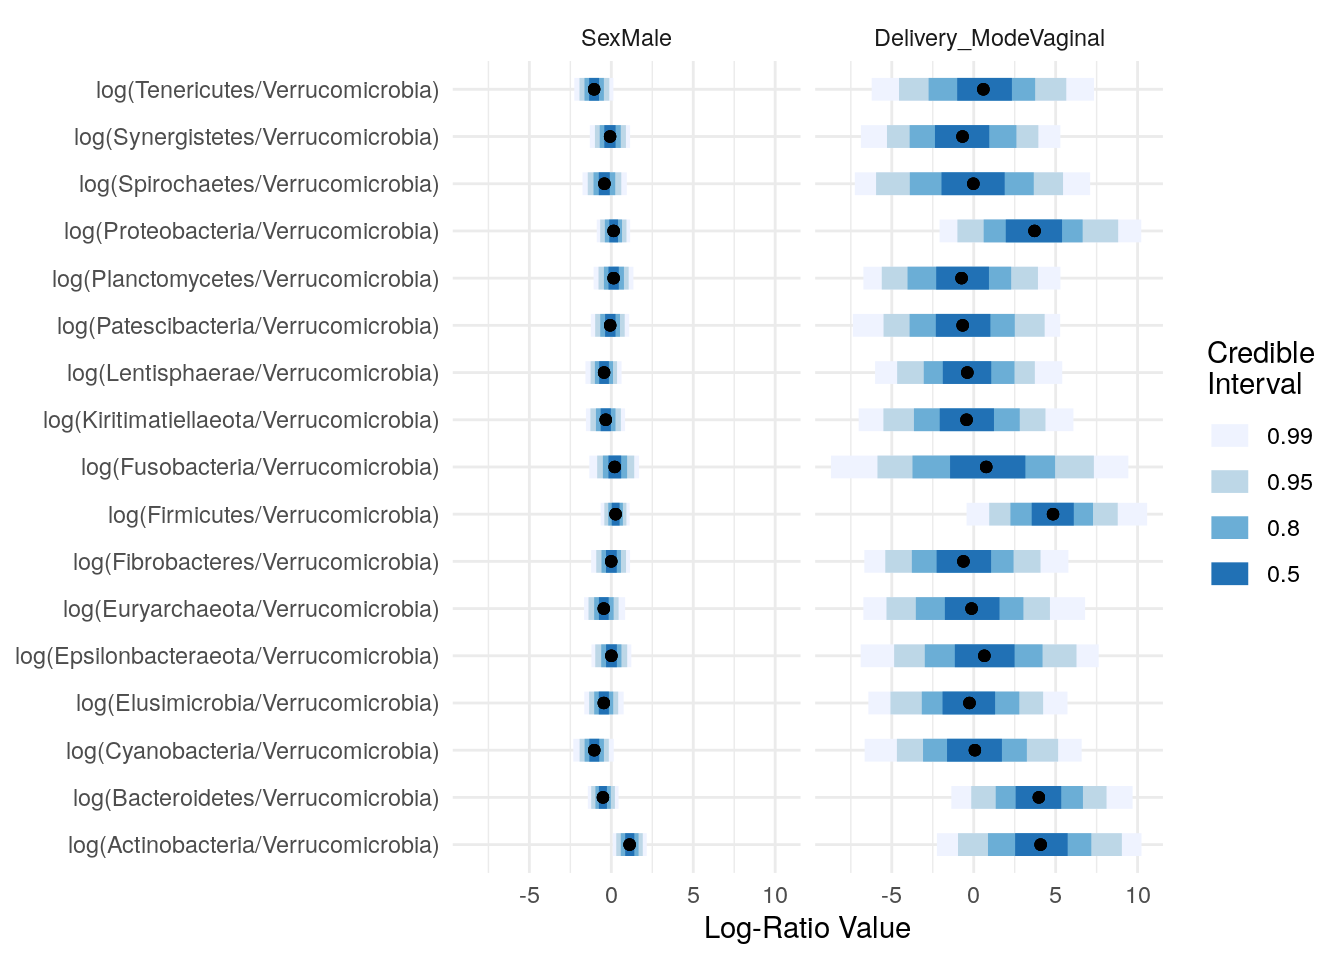 SexMale Delivery_ModeVaginal
log(Tenericutes/Verrucomicrobia)
log(Synergistetes/Verrucomicrobia)
log(Spirochaetes/Verrucomicrobia)
log(Proteobacteria/Verrucomicrobia)
log(Planctomycetes/Verrucomicrobia)
log(Patescibacteria/Verrucomicrobia)
log(Lentisphaerae/Verrucomicrobia)
log(Kiritimatiellaeota/Verrucomicrobia)
log(Fusobacteria/Verrucomicrobia)
log(Firmicutes/Verrucomicrobia)
log(Fibrobacteres/Verrucomicrobia)
log(Euryarchaeota/Verrucomicrobia)
log(Epsilonbacteraeota/Verrucomicrobia)
log(Elusimicrobia/Verrucomicrobia)
log(Cyanobacteria/Verrucomicrobia)
log(Bacteroidetes/Verrucomicrobia)
log(Actinobacteria/Verrucomicrobia)
-5 0 5 10 -5 0 5 10
Log-Ratio Value
Credible
Interval
0.99
0.95
0.8
0.5